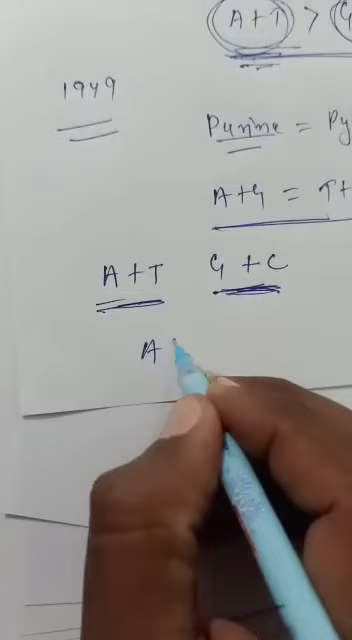 A+T > G
1949
Purine = Py
A+G = T+
A+T G+C
A